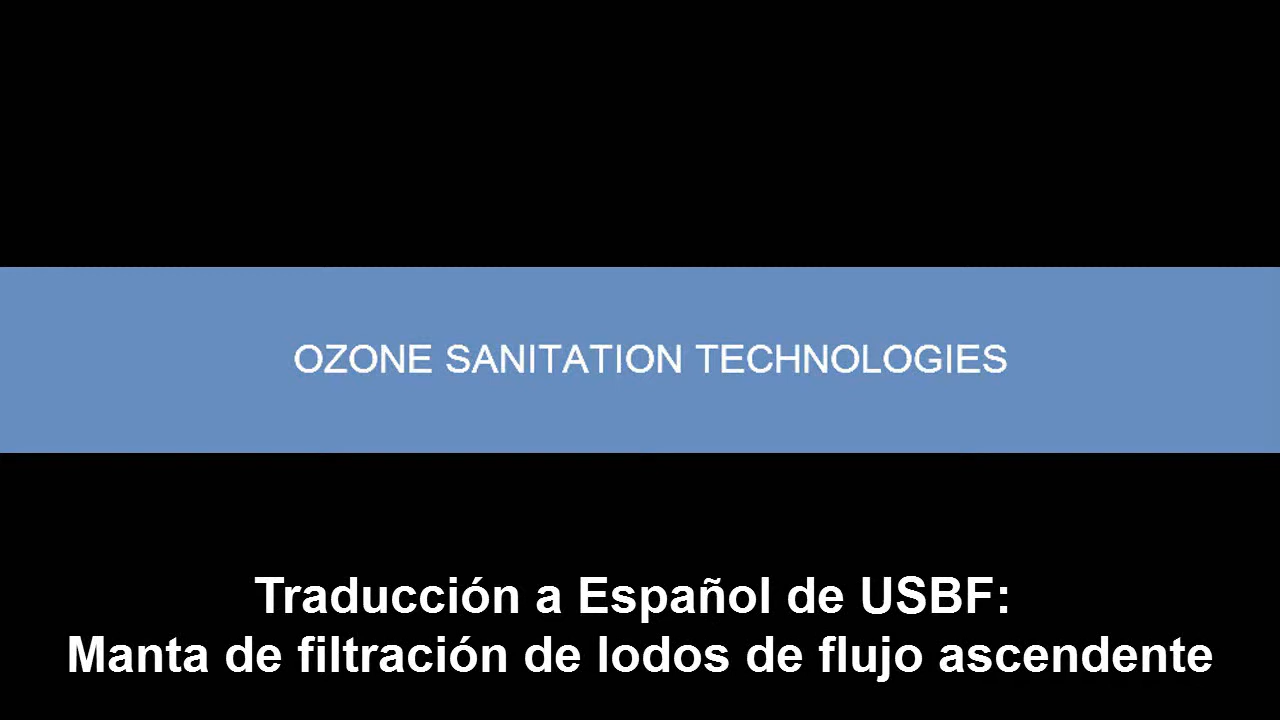 OZONE SANITATION TECHNOLOGIES
Traducción a Español de USBF:
Manta de filtración de lodos de flujo ascendente